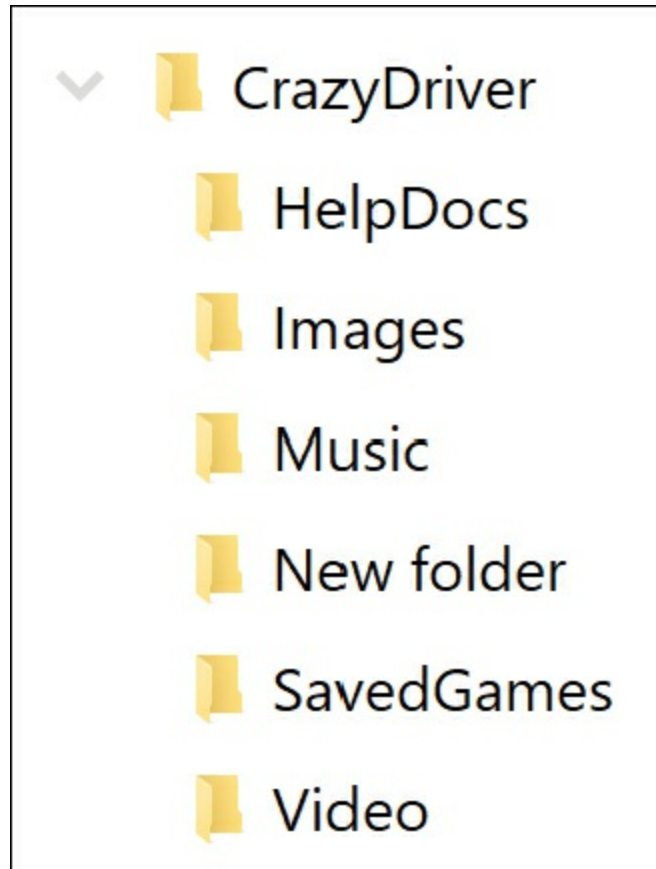 CrazyDriver
HelpDocs
Images
Music
New folder
SavedGames
Video